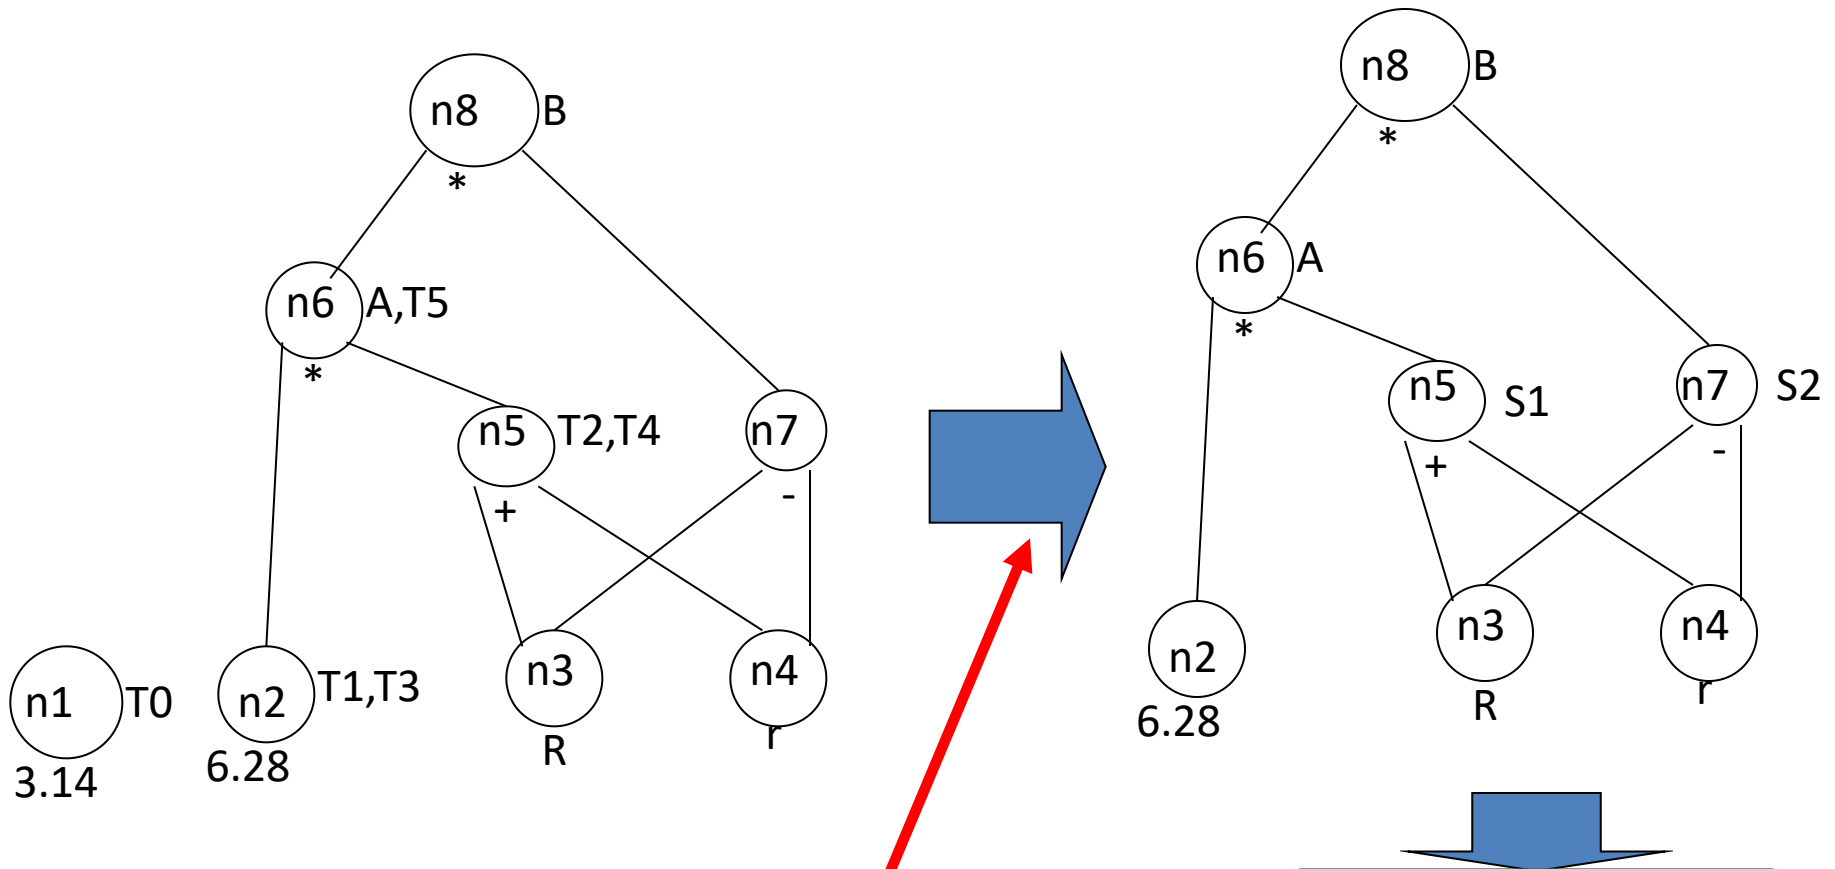 n8 B
*
n6 A,T5
*
n5 T2,T4
+
n7
-
n1 T0
3.14
n2 T1,T3
6.28
n3
R
n4
r
n8 B
*
n6 A
*
n5 S1
+
n7 S2
-
n2
6.28
n3
R
n4
r